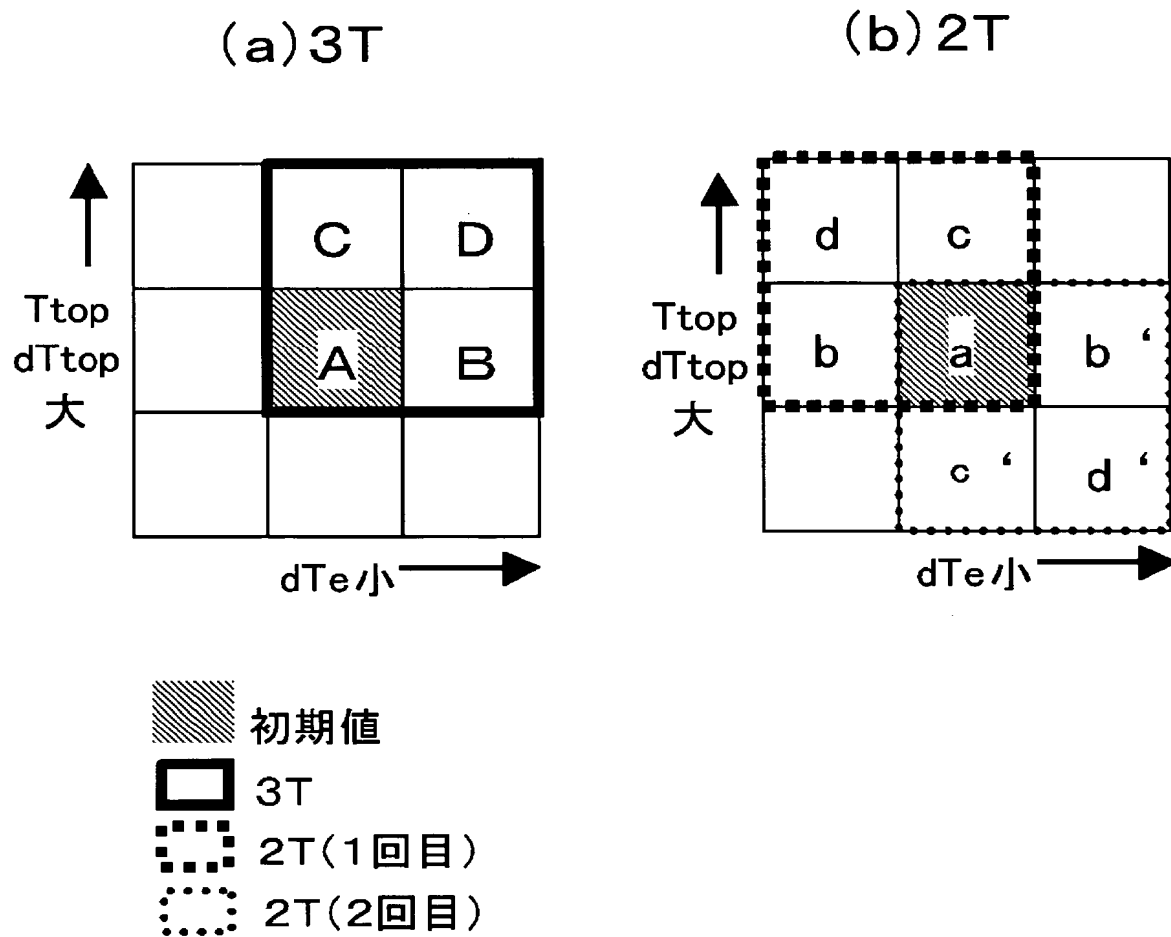 (a)3T
C D
Ttop
dTtop
大
A B
dTe小
(b)2T
d c
Ttop
dTtop
大
b a b‘
c‘ d‘
dTe小
初期値
3T
2T(1回目)
2T(2回目)